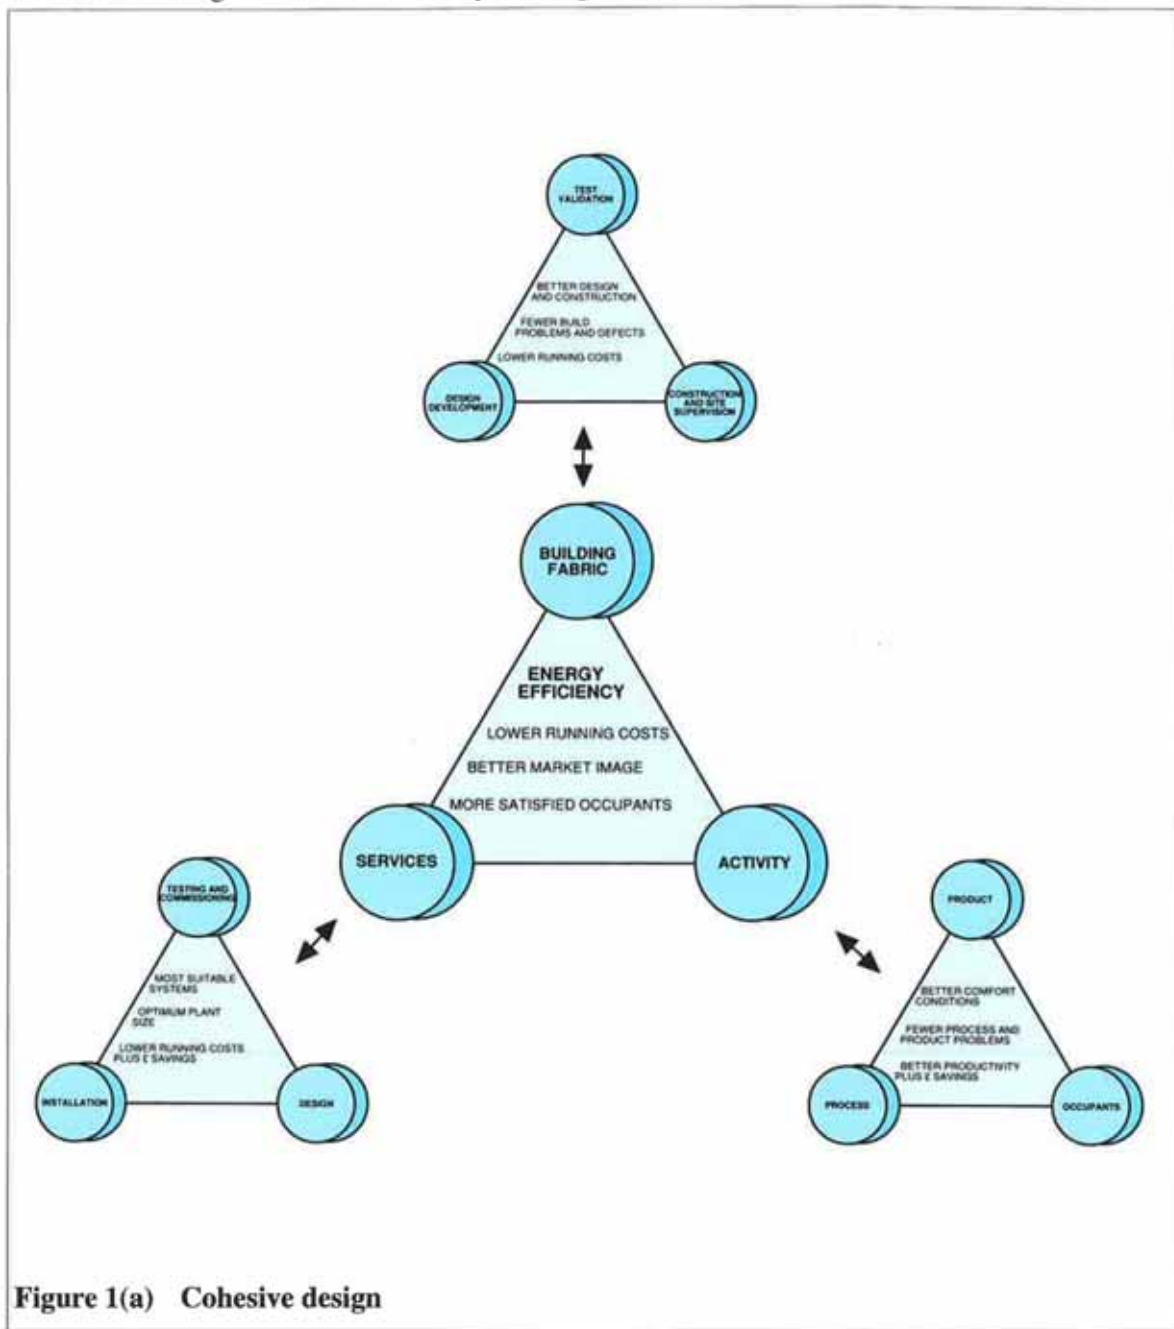 TEST
VALIDATION
BETTER DESIGN
AND CONSTRUCTION
FEWER BUILD
PROBLEMS AND DEFECTS
LOWER RUNNING COSTS
DESIGN
DEVELOPMENT
CONSTRUCTION
AND SITE
SUPERVISION
BUILDING
FABRIC
ENERGY
EFFICIENCY
LOWER RUNNING COSTS
BETTER MARKET IMAGE
MORE SATISFIED OCCUPANTS
SERVICES
ACTIVITY
TESTING AND
COMMISSIONING
MOST SUITABLE
SYSTEMS
OPTIMUM PLANT
SIZE
LOWER RUNNING COSTS
PLUS £ SAVINGS
INSTALLATION
DESIGN
PRODUCT
BETTER COMFORT
CONDITIONS
FEWER PROCESS AND
PRODUCT PROBLEMS
BETTER PRODUCTIVITY
PLUS £ SAVINGS
PROCESS
OCCUPANTS
Figure 1(a) Cohesive design